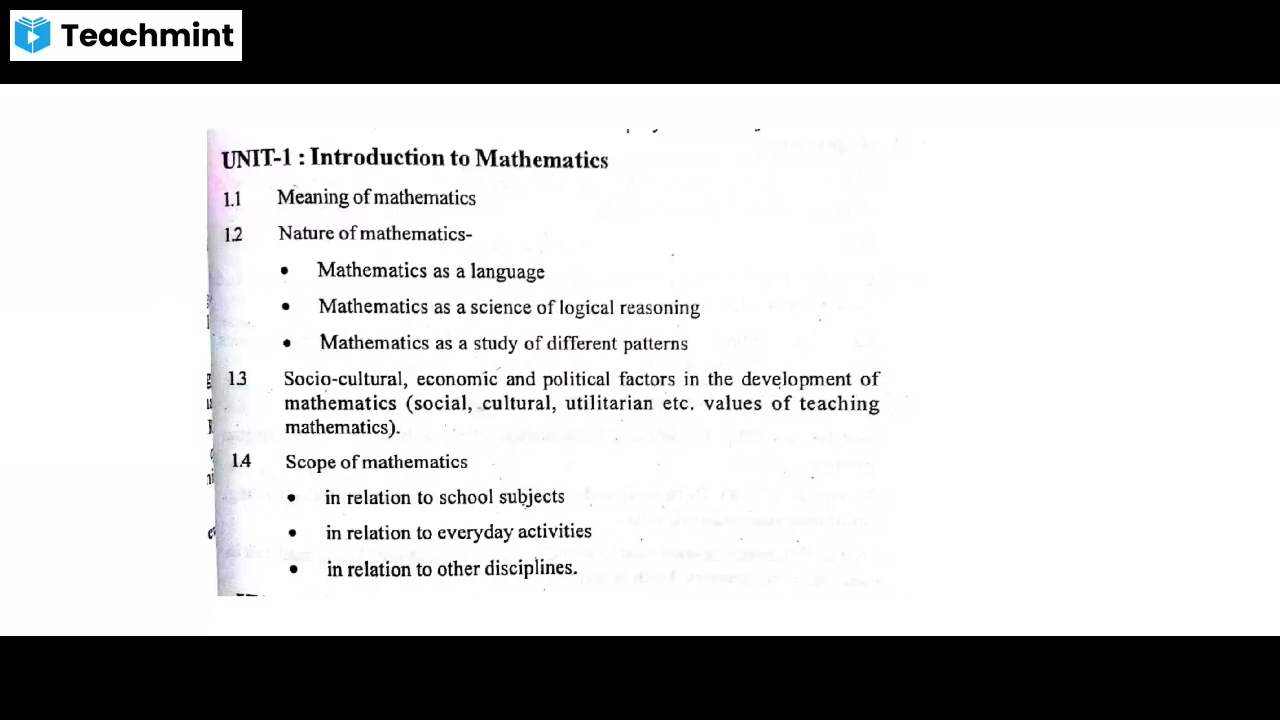 Teachmint
UNIT-1 : Introduction to Mathematics
1.1 Meaning of mathematics
1.2 Nature of mathematics-
• Mathematics as a language
• Mathematics as a science of logical reasoning
• Mathematics as a study of different patterns
1.3 Socio-cultural, economic and political factors in the development of
mathematics (social, cultural, utilitarian etc. values of teaching
mathematics).
1.4 Scope of mathematics
• in relation to school subjects
• in relation to everyday activities
• in relation to other disciplines.